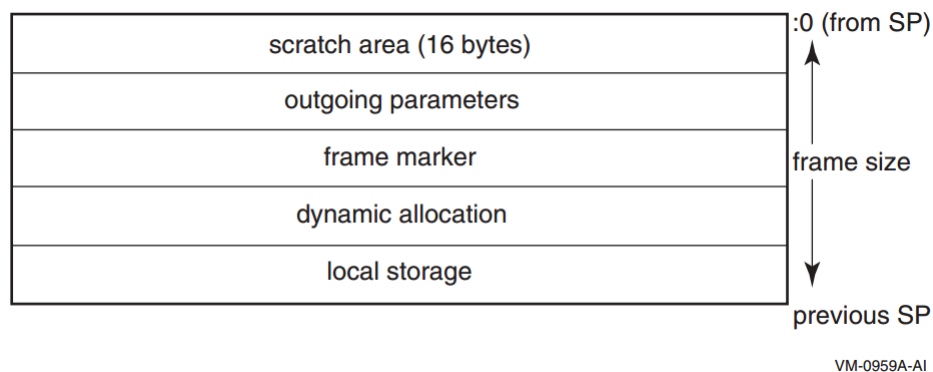 :0 (from SP)
scratch area (16 bytes)
outgoing parameters
frame marker
frame size
dynamic allocation
local storage
previous SP
VM-0959A-AI